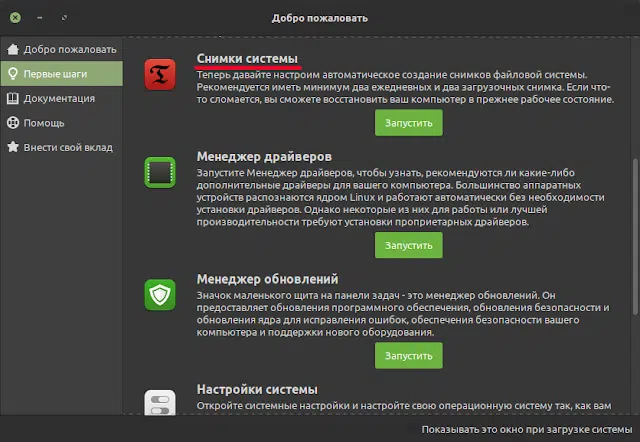 Добро пожаловать
Добро пожаловать
Первые шаги
Документация
Помощь
Внести свой вклад
Снимки системы
Теперь давайте настроим автоматическое создание снимков файловой системы.
Рекомендуется иметь минимум два ежедневных и два загрузочных снимка. Если что-
то сломается, вы сможете восстановить ваш компьютер в прежнее рабочее состояние.
Запустить
Менеджер драйверов
Запустите Менеджер драйверов, чтобы узнать, рекомендуются ли какие-либо
дополнительные драйверы для вашего компьютера. Большинство аппаратных
устройств распознаются ядром Linux и работают автоматически без необходимости
установки драйверов. Однако некоторые из них для работы или лучшей
производительности требуют установки проприетарных драйверов.
Запустить
Менеджер обновлений
Значок маленького щита на панели задач - это менеджер обновлений. Он
предоставляет обновления программного обеспечения, обновления безопасности и
обновления ядра для исправления ошибок, обеспечения безопасности вашего
компьютера и поддержки нового оборудования.
Запустить
Настройки системы
Откройте системные настройки и настройте свою операционную систему так, как вам
Показывать это окно при загрузке системы